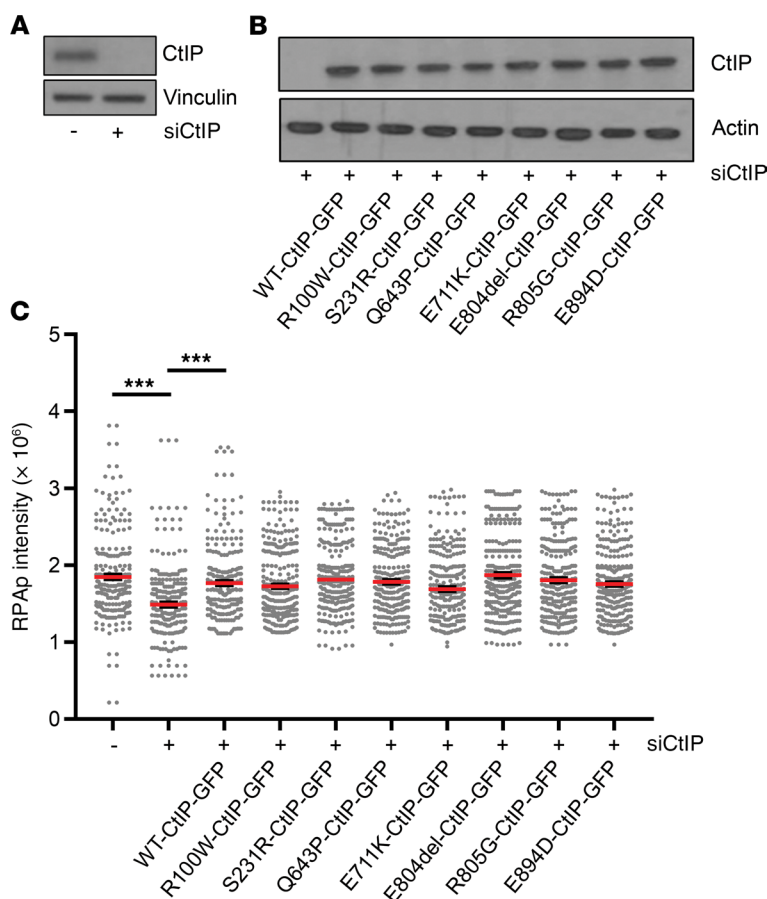 A
CtIP
Vinculin
- + siCtIP
B
CtIP
Actin
+ + + + + + + + + siCtIP
WT-CtIP-GFP
R100W-CtIP-GFP
S231R-CtIP-GFP
Q643P-CtIP-GFP
E711K-CtIP-GFP
E804del-CtIP-GFP
R805G-CtIP-GFP
E894D-CtIP-GFP
C
RPAp intensity (× 10⁶)
5
4
3
2
1
0
*** ***
- + + + + + + + + + siCtIP
WT-CtIP-GFP
R100W-CtIP-GFP
S231R-CtIP-GFP
Q643P-CtIP-GFP
E711K-CtIP-GFP
E804del-CtIP-GFP
R805G-CtIP-GFP
E894D-CtIP-GFP